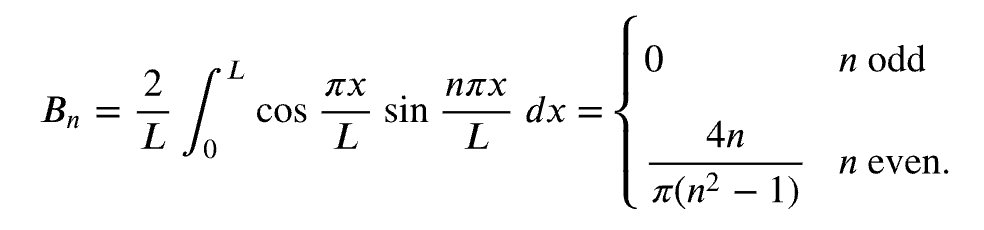 $B_n = \frac{2}{L} \int_0^L \cos \frac{\pi x}{L} \sin \frac{n\pi x}{L} \, dx = \begin{cases} 0 & n \text{ odd} \\ \frac{4n}{\pi(n^2 - 1)} & n \text{ even.} \end{cases}$